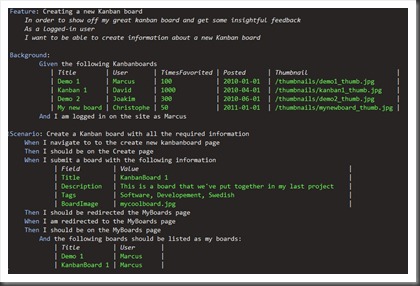 Feature: Creating a new Kanban board
In order to show off my great Kanban board and get some insightful feedback
As a logged-in user
I want to be able to create information about a new Kanban board
Background:
Given the following Kanbanboards
| Title | User | TimesFavorited | Posted | Thumbnail |
| Demo 1 | Marcus | 100 | 2010-01-01 | /thumbnails/demo1_thumb.jpg |
| Kanban 1 | David | 1000 | 2010-04-01 | /thumbnails/kanban1_thumb.jpg |
| Demo 2 | Joakim | 300 | 2010-06-01 | /thumbnails/demo2_thumb.jpg |
| My new board | Christophe | 50 | 2011-01-01 | /thumbnails/mynewboard_thumb.jpg |
And I am logged in on the site as Marcus
Scenario: Create a Kanban board with all the required information
When I navigate to to the create new kanbanboard page
Then I should be on the Create page
When I submit a board with the following information
| Field | Value |
| Title | KanbanBoard 1 |
| Description | This is a board that we've put together in my last project |
| Tags | Software, Developement, Swedish |
| BoardImage | mycoolboard.jpg |
Then I should be redirected the MyBoards page
When I am redirected to the MyBoards page
Then I should be on the MyBoards page
And the following boards should be listed as my boards:
| Title | User |
| Demo 1 | Marcus |
| KanbanBoard 1 | Marcus |